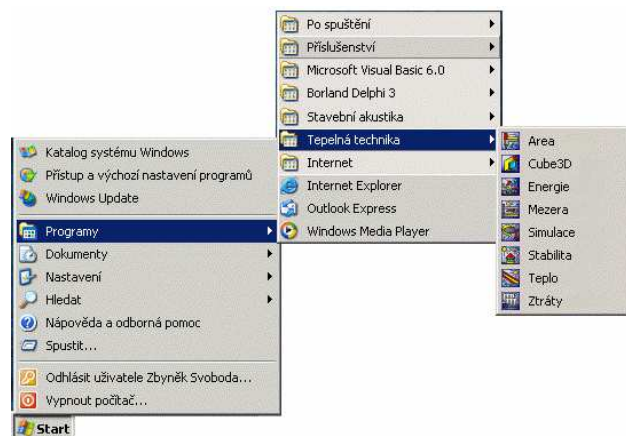 Po spuštění
Příslušenství
Microsoft Visual Basic 6.0
Borland Delphi 3
Stavební akustika
Tepelná technika
Internet
Internet Explorer
Outlook Express
Windows Media Player
Area
Cube3D
Energie
Mezera
Simulace
Stabilita
Teplo
Ztráty
Katalog systému Windows
Přístup a výchozí nastavení programů
Windows Update
Programy
Dokumenty
Nastavení
Hledat
Nápověda a odborná pomoc
Spustit...
Odhlásit uživatele Zbyněk Svoboda...
Vypnout počítač...
Start